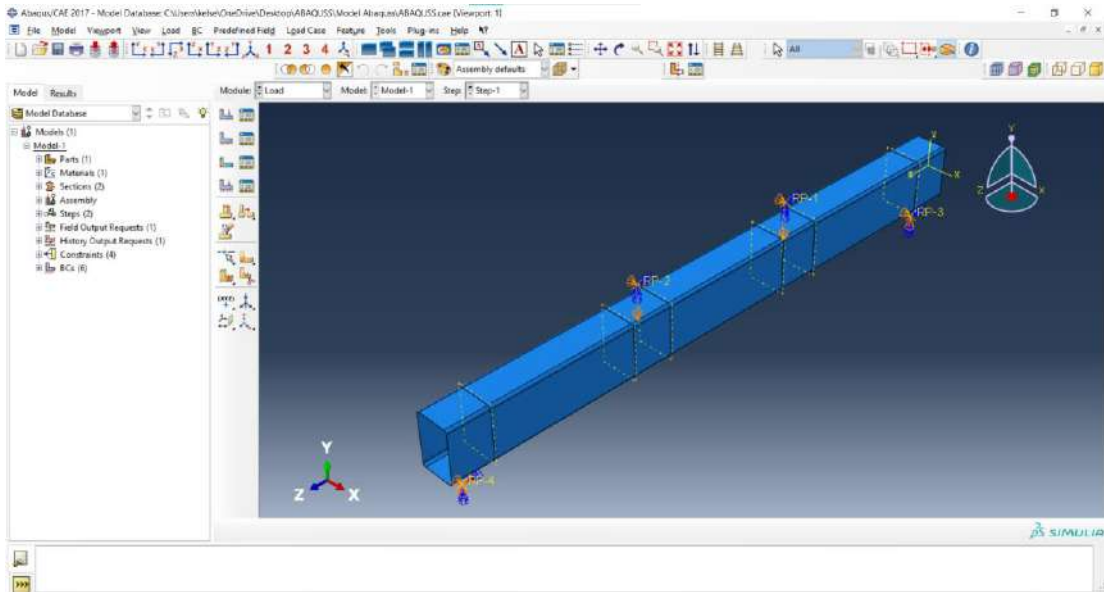 Abaqus/CAE 2017 - Model Database: C:\Users\kelse\OneDrive\Desktop\ABAQUSS\Model Abaquss\ABAQUSS.cae [Viewport: 1]
File Model Viewport View Load BC Predefined Field Load Case Feature Tools Plug-ins Help
1 2 3 4 A All
Assembly defaults
Model Results Module: Load Model: Model-1 Step: Step-1
Model Database
Models (1)
Model-1
Parts (1)
Materials (1)
Sections (2)
Assembly
Steps (2)
Field Output Requests (1)
History Output Requests (1)
Constraints (4)
BCs (6)
Y
Y
X
Z
X
RP-1
RP-3
RP-2
RP-4
Y
Z X
SIMULIA
>>>